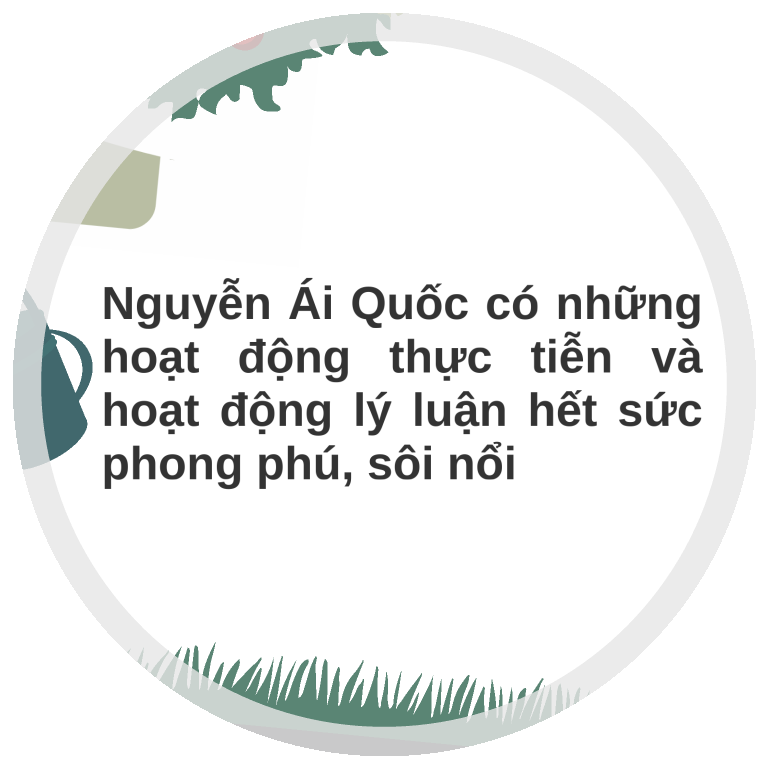 Nguyễn Ái Quốc có những
hoạt động thực tiễn và
hoạt động lý luận hết sức
phong phú, sôi nổi